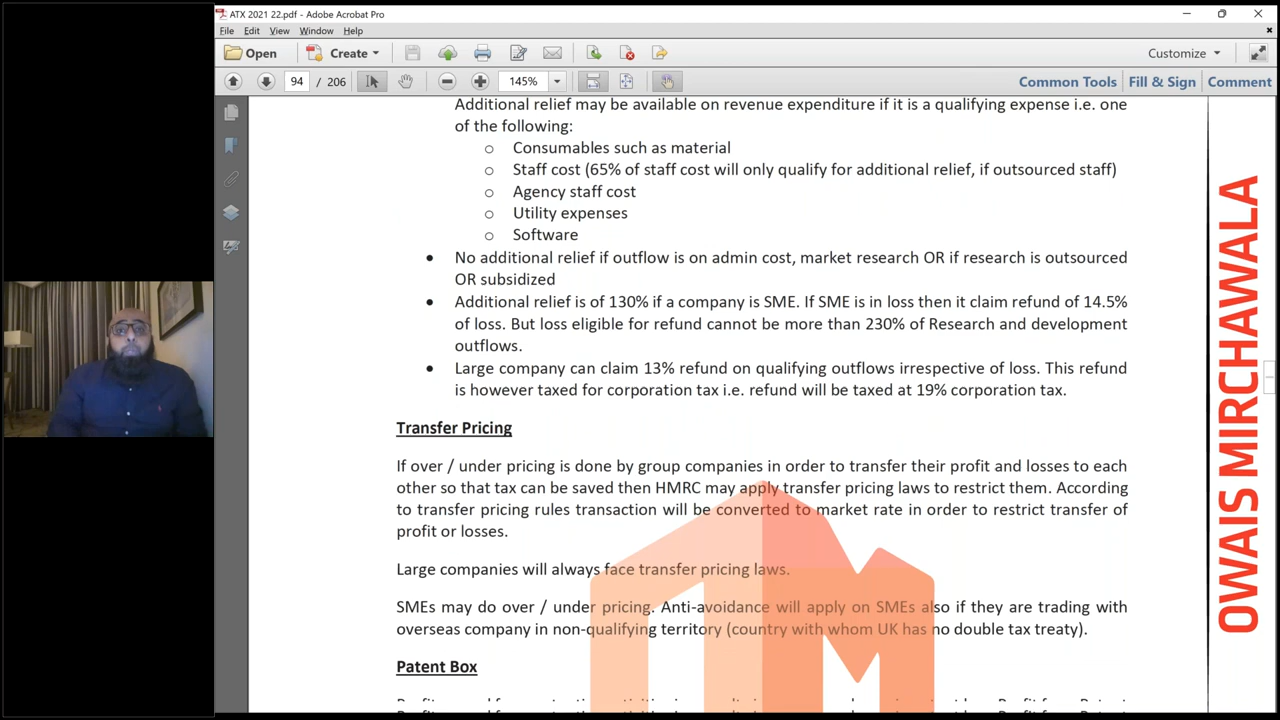 ATX 2021 22.pdf - Adobe Acrobat Pro
File Edit View Window Help
Open Create Customize
94 / 206 145% Common Tools Fill & Sign Comment
Additional relief may be available on revenue expenditure if it is a qualifying expense i.e. one
of the following:
o Consumables such as material
o Staff cost (65% of staff cost will only qualify for additional relief, if outsourced staff)
o Agency staff cost
o Utility expenses
o Software
• No additional relief if outflow is on admin cost, market research OR if research is outsourced
OR subsidized
• Additional relief is of 130% if a company is SME. If SME is in loss then it claim refund of 14.5%
of loss. But loss eligible for refund cannot be more than 230% of Research and development
outflows.
• Large company can claim 13% refund on qualifying outflows irrespective of loss. This refund
is however taxed for corporation tax i.e. refund will be taxed at 19% corporation tax.
Transfer Pricing
If over / under pricing is done by group companies in order to transfer their profit and losses to each
other so that tax can be saved then HMRC may apply transfer pricing laws to restrict them. According
to transfer pricing rules transaction will be converted to market rate in order to restrict transfer of
profit or losses.
Large companies will always face transfer pricing laws.
SMEs may do over / under pricing. Anti-avoidance will apply on SMEs also if they are trading with
overseas company in non-qualifying territory (country with whom UK has no double tax treaty).
Patent Box
OWAIS MIRCHAWALA